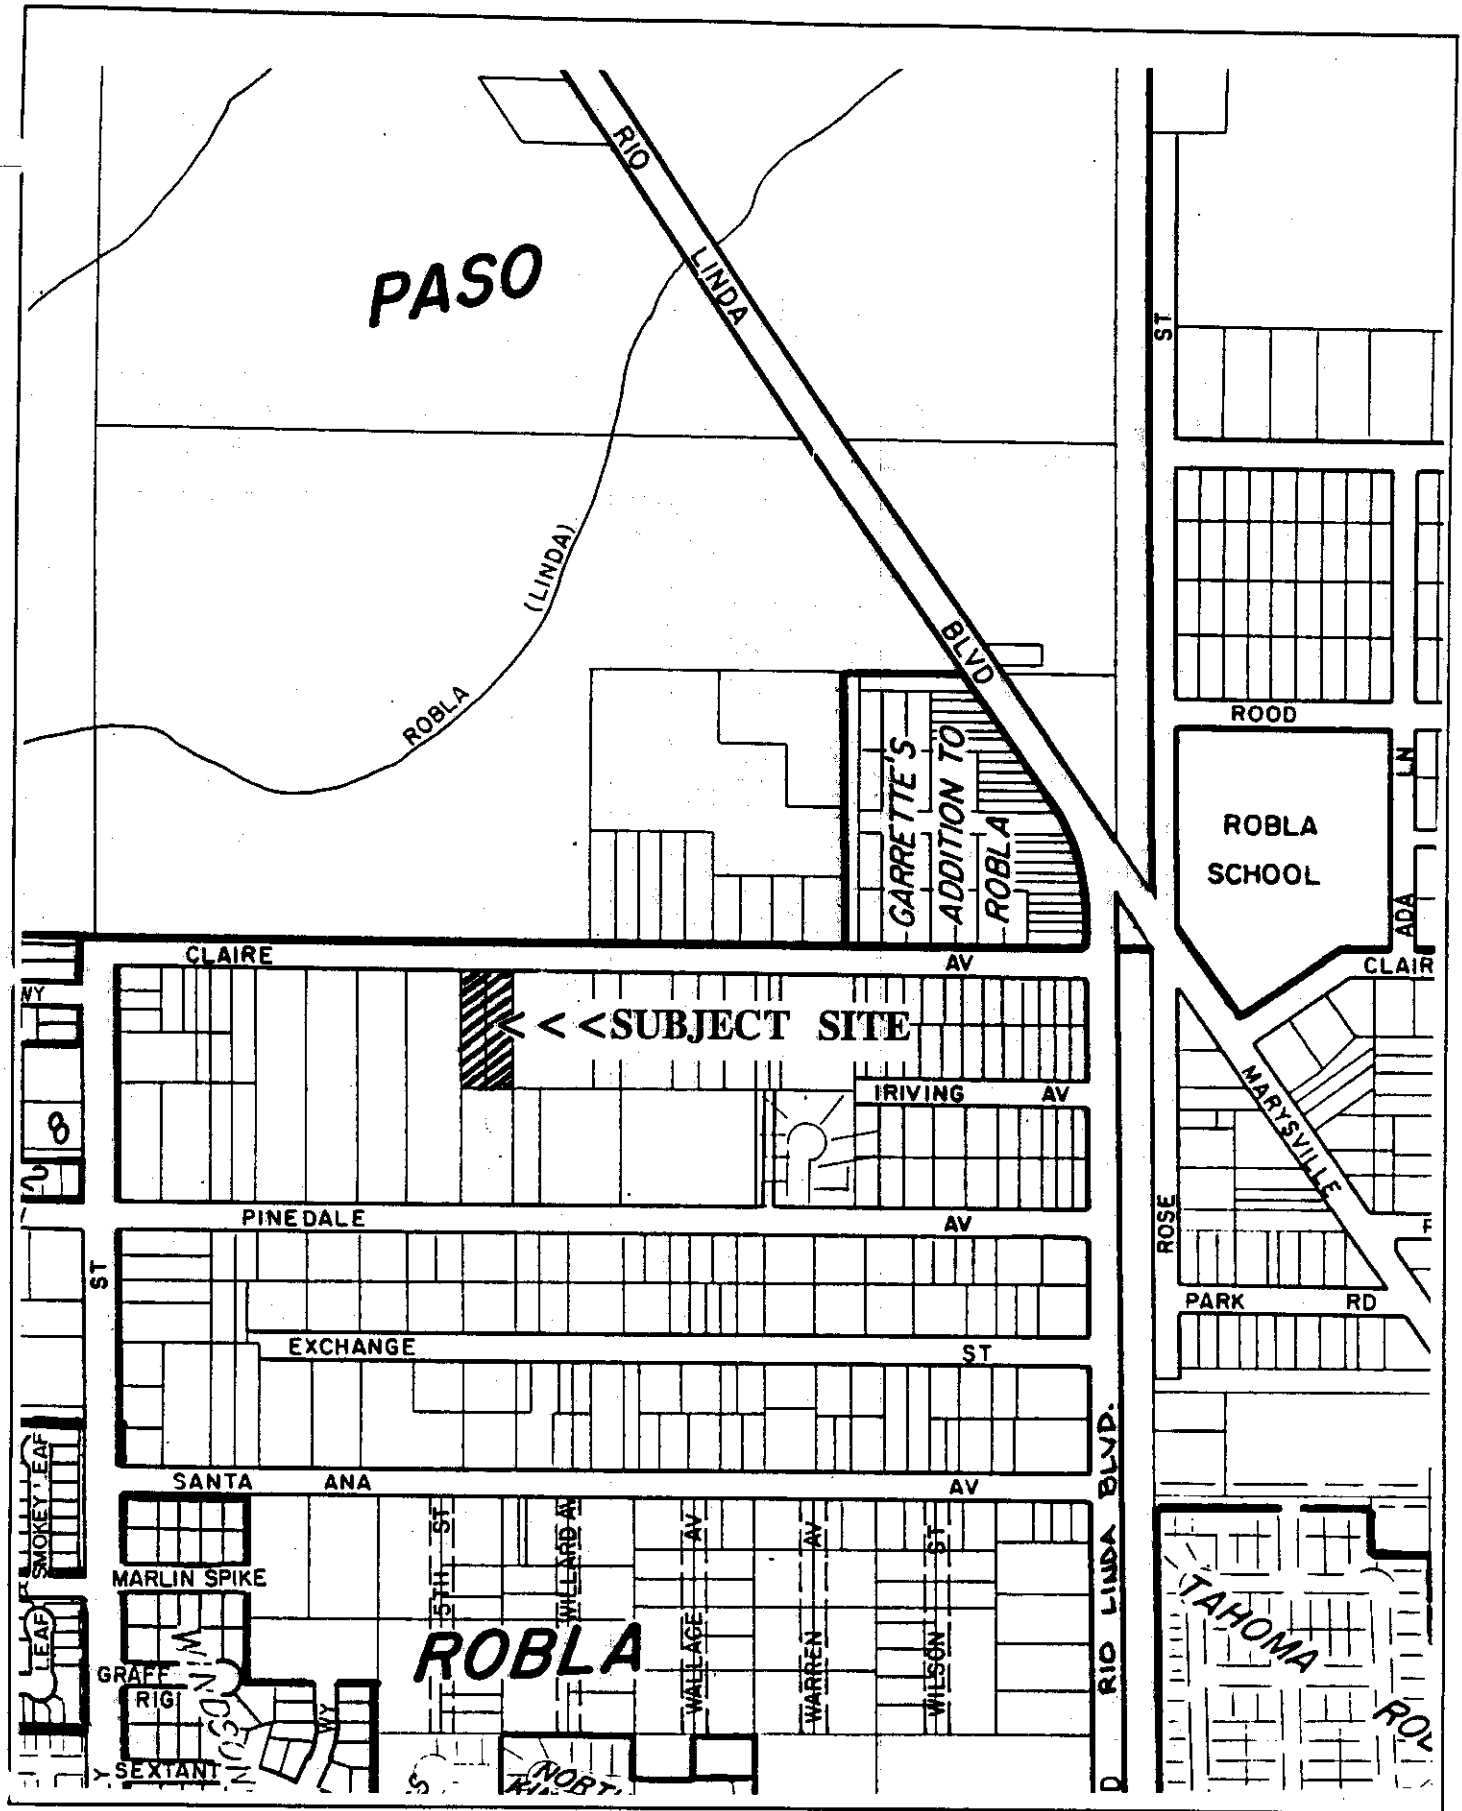 RIO
LINDA
BLVD
PASO
ST
(LINDA)
ROBLA
ROOD
GARRETTE'S
ADDITION TO
ROBLA
ROBLA
SCHOOL
LN
ADA
CLAIRE
AV
CLAIR
WY
< < <SUBJECT SITE
IRIVING AV
MARYSVILLE
8
PINEDALE
AV
ROSE
ST
PARK RD
EXCHANGE
ST
SANTA ANA
AV
RIO LINDA BLVD.
SMOKEY LEAF
LEAF
MARLIN SPIKE
5TH ST
WILLARD AV
WALLACE AV
WARREN AV
WILSON ST
ROBLA
TAHOMA
GRAFF
RIG
WY
SEXTANT
D